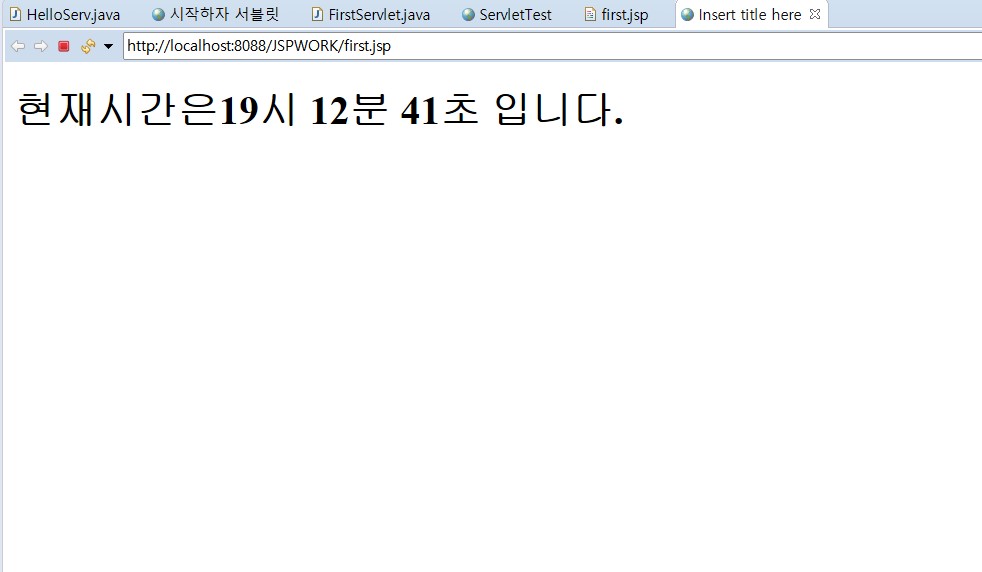 HelloServ.java 시작하자 서블릿 FirstServlet.java ServletTest first.jsp Insert title here
http://localhost:8088/JSPWORK/first.jsp
현재시간은19시 12분 41초 입니다.